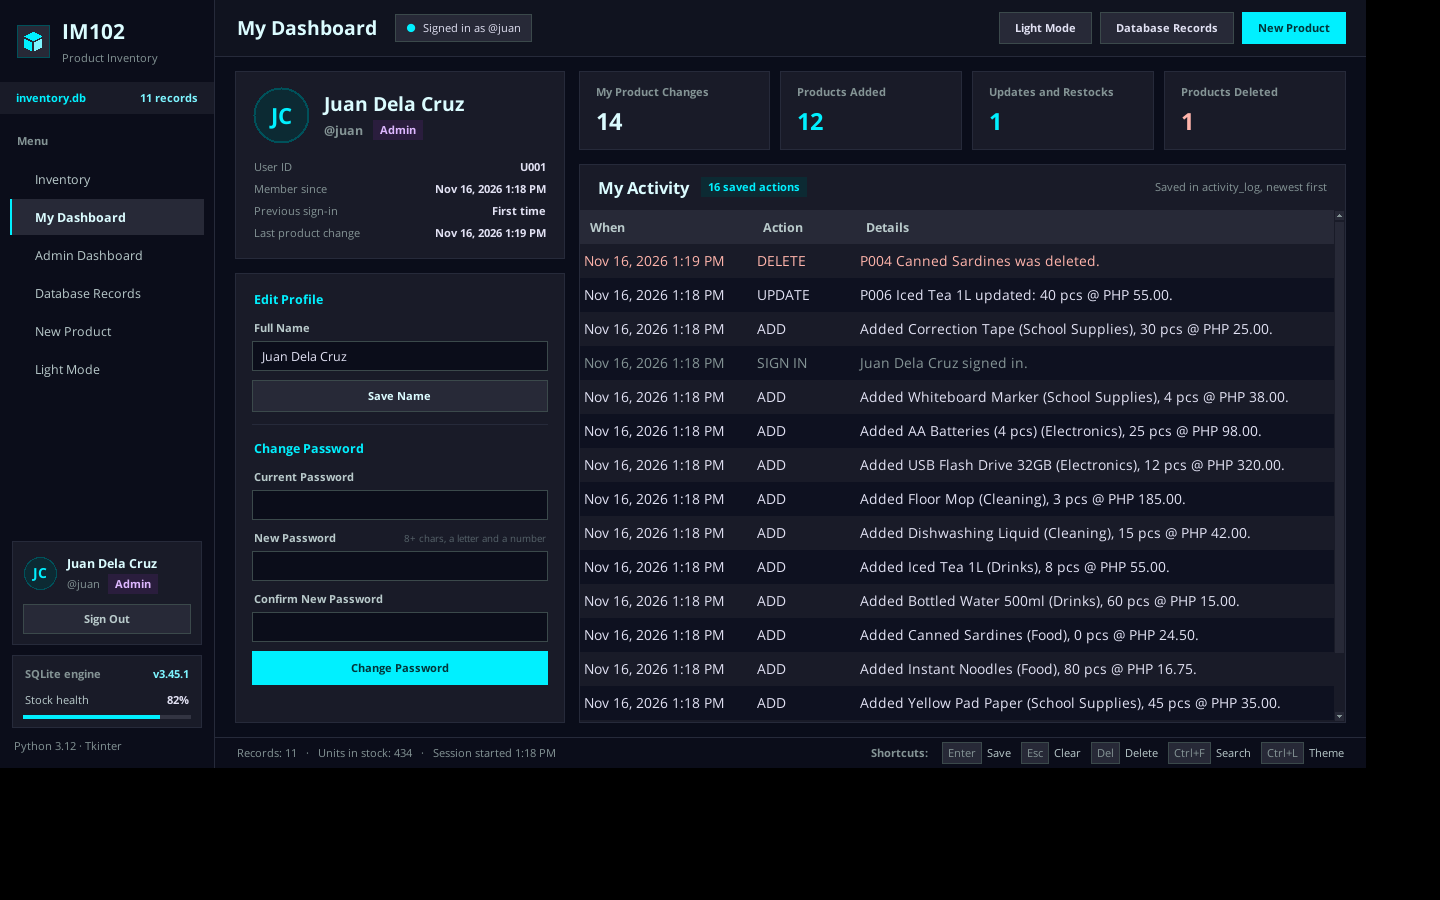 IM102
Product Inventory
inventory.db 11 records
Menu
Inventory
My Dashboard
Admin Dashboard
Database Records
New Product
Light Mode
JC
Juan Dela Cruz
@juan Admin
Sign Out
SQLite engine v3.45.1
Stock health 82%
Python 3.12 · Tkinter
My Dashboard
Signed in as @juan
Light Mode
Database Records
New Product
JC
Juan Dela Cruz
@juan Admin
User ID U001
Member since Nov 16, 2026 1:18 PM
Previous sign-in First time
Last product change Nov 16, 2026 1:19 PM
Edit Profile
Full Name
Juan Dela Cruz
Save Name
Change Password
Current Password
New Password 8+ chars, a letter and a number
Confirm New Password
Change Password
My Product Changes
14
Products Added
12
Updates and Restocks
1
Products Deleted
1
My Activity 16 saved actions Saved in activity_log, newest first
When Action Details
Nov 16, 2026 1:19 PM DELETE P004 Canned Sardines was deleted.
Nov 16, 2026 1:18 PM UPDATE P006 Iced Tea 1L updated: 40 pcs @ PHP 55.00.
Nov 16, 2026 1:18 PM ADD Added Correction Tape (School Supplies), 30 pcs @ PHP 25.00.
Nov 16, 2026 1:18 PM SIGN IN Juan Dela Cruz signed in.
Nov 16, 2026 1:18 PM ADD Added Whiteboard Marker (School Supplies), 4 pcs @ PHP 38.00.
Nov 16, 2026 1:18 PM ADD Added AA Batteries (4 pcs) (Electronics), 25 pcs @ PHP 98.00.
Nov 16, 2026 1:18 PM ADD Added USB Flash Drive 32GB (Electronics), 12 pcs @ PHP 320.00.
Nov 16, 2026 1:18 PM ADD Added Floor Mop (Cleaning), 3 pcs @ PHP 185.00.
Nov 16, 2026 1:18 PM ADD Added Dishwashing Liquid (Cleaning), 15 pcs @ PHP 42.00.
Nov 16, 2026 1:18 PM ADD Added Iced Tea 1L (Drinks), 8 pcs @ PHP 55.00.
Nov 16, 2026 1:18 PM ADD Added Bottled Water 500ml (Drinks), 60 pcs @ PHP 15.00.
Nov 16, 2026 1:18 PM ADD Added Canned Sardines (Food), 0 pcs @ PHP 24.50.
Nov 16, 2026 1:18 PM ADD Added Instant Noodles (Food), 80 pcs @ PHP 16.75.
Nov 16, 2026 1:18 PM ADD Added Yellow Pad Paper (School Supplies), 45 pcs @ PHP 35.00.
Records: 11 · Units in stock: 434 · Session started 1:18 PM
Shortcuts: Enter Save Esc Clear Del Delete Ctrl+F Search Ctrl+L Theme